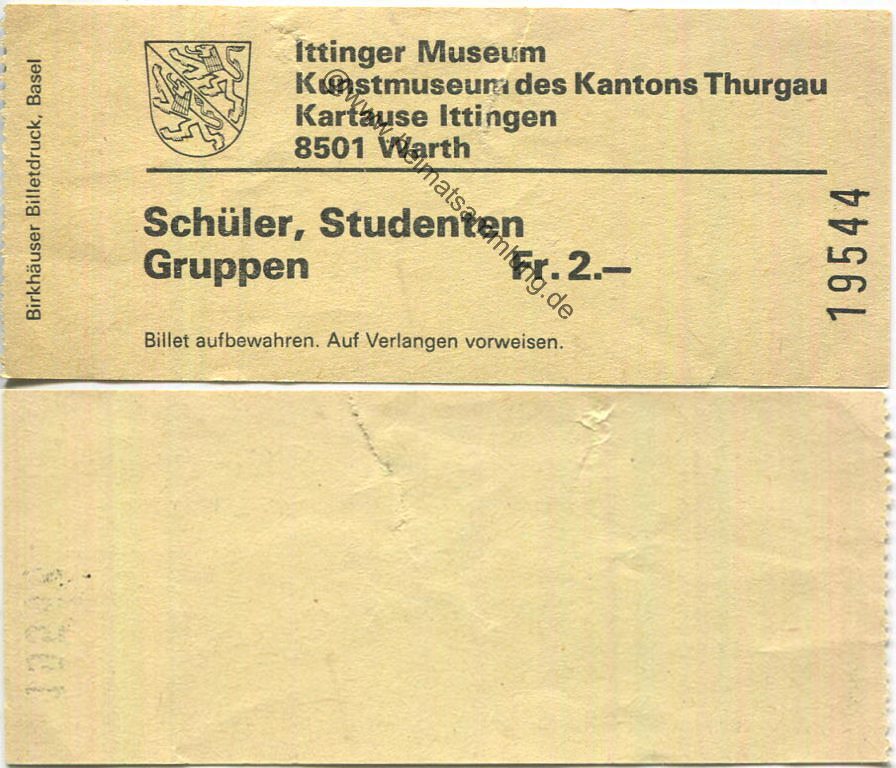 Birkhäuser Billetdruck, Basel
Ittinger Museum
Kunstmuseum des Kantons Thurgau
Kartause Ittingen
8501 Warth
Schüler, Studenten
Gruppen Fr. 2.—
Billet aufbewahren. Auf Verlangen vorweisen.
19544
©www.heimatsammlung.de